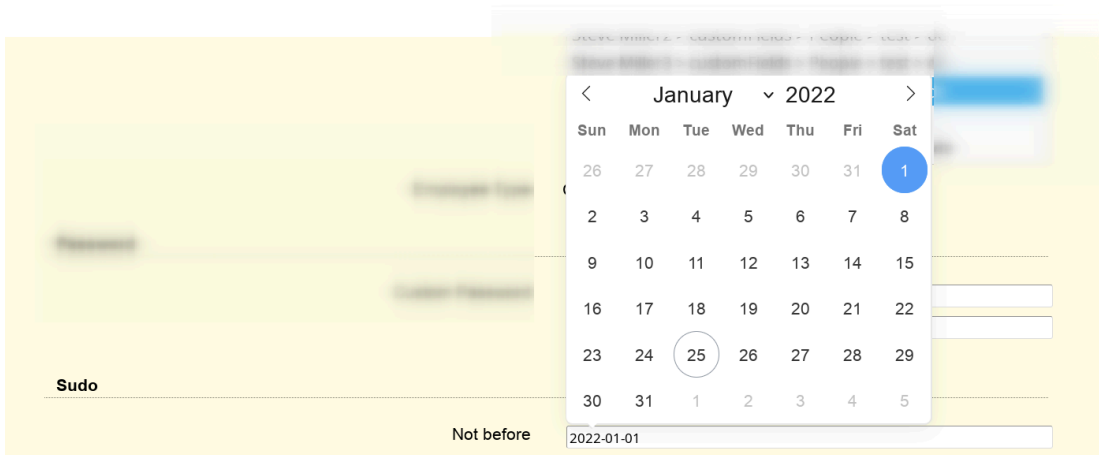 January 2022
Sun Mon Tue Wed Thu Fri Sat
26 27 28 29 30 31 1
2 3 4 5 6 7 8
9 10 11 12 13 14 15
16 17 18 19 20 21 22
23 24 25 26 27 28 29
30 31 1 2 3 4 5
Sudo
Not before 2022-01-01